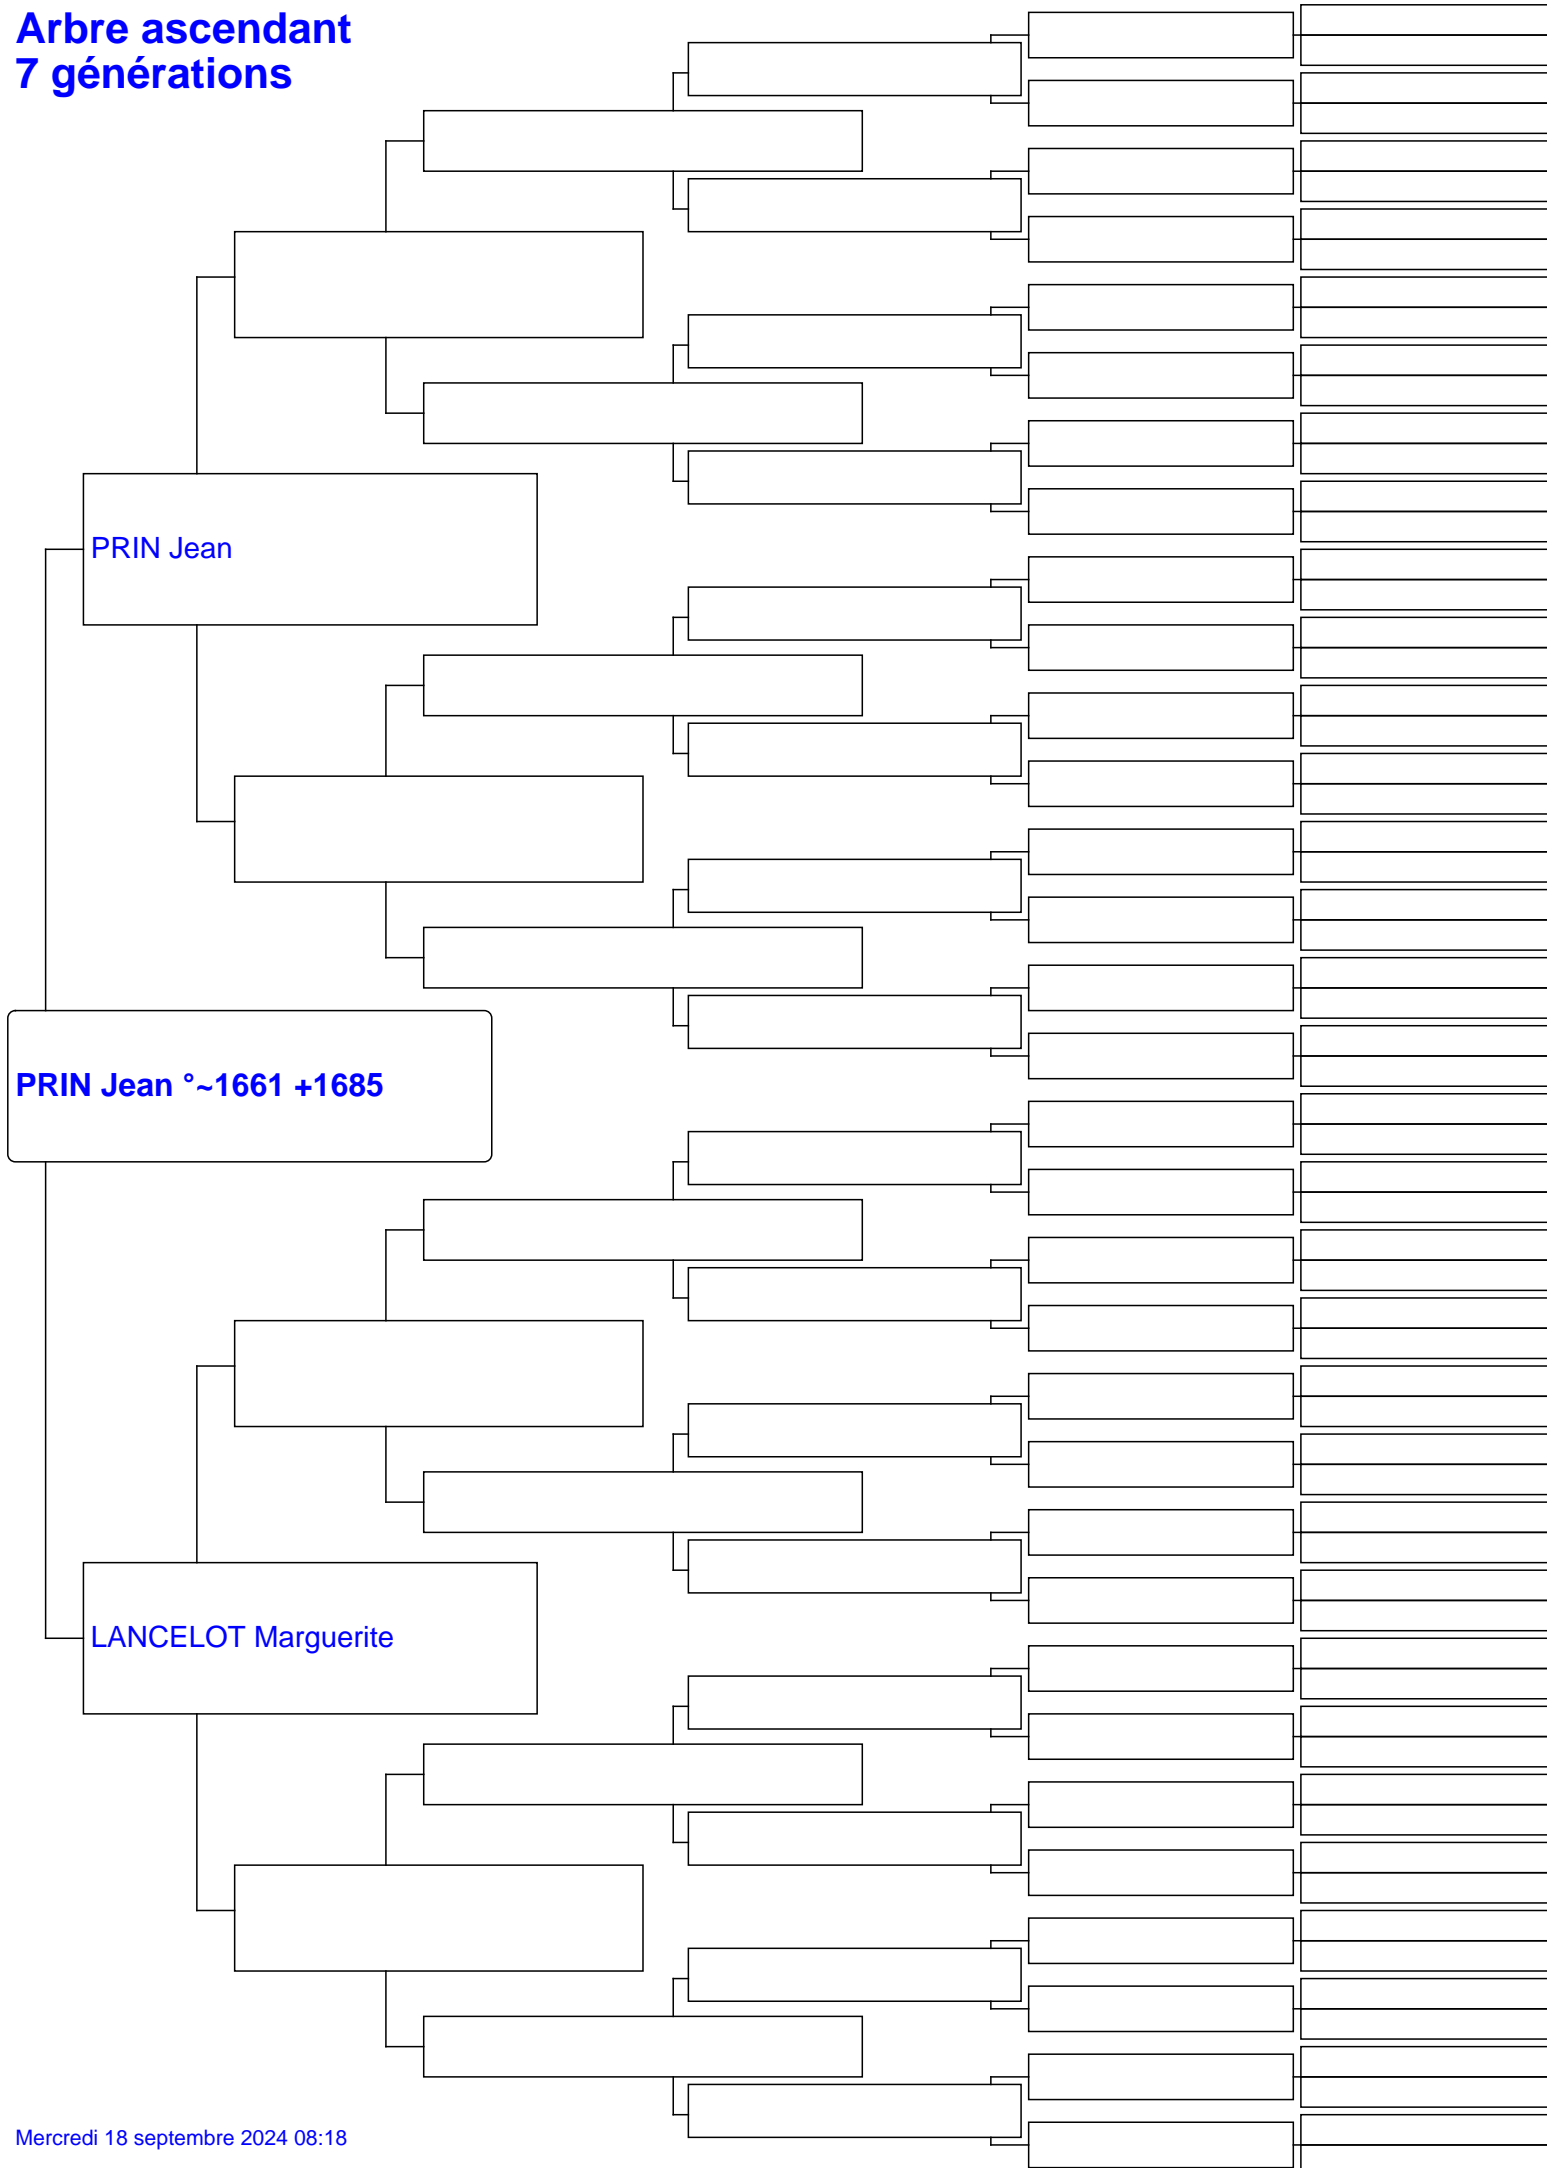 Arbre ascendant
7 générations
PRIN Jean
PRIN Jean °~1661 +1685
LANCELOT Marguerite
Mercredi 18 septembre 2024 08:18